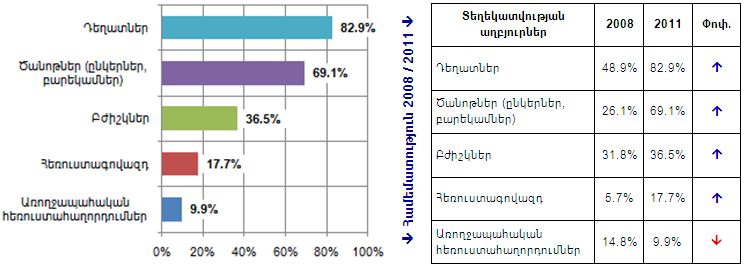 Դեղատներ
82.9%
Ծանոթներ (ընկերներ,
բարեկամներ)
69.1%
Բժիշկներ
36.5%
Հեռուստագովազդ
17.7%
Առողջապահական
հեռուստահաղորդումներ
9.9%
0% 20% 40% 60% 80% 100%
← Համեմատություն 2008 / 2011 →
Տեղեկատվության
աղբյուրներ 2008 2011 Փոփ.
Դեղատներ 48.9% 82.9% ↑
Ծանոթներ (ընկերներ,
բարեկամներ) 26.1% 69.1% ↑
Բժիշկներ 31.8% 36.5% ↑
Հեռուստագովազդ 5.7% 17.7% ↑
Առողջապահական
հեռուստահաղորդումներ 14.8% 9.9% ↓